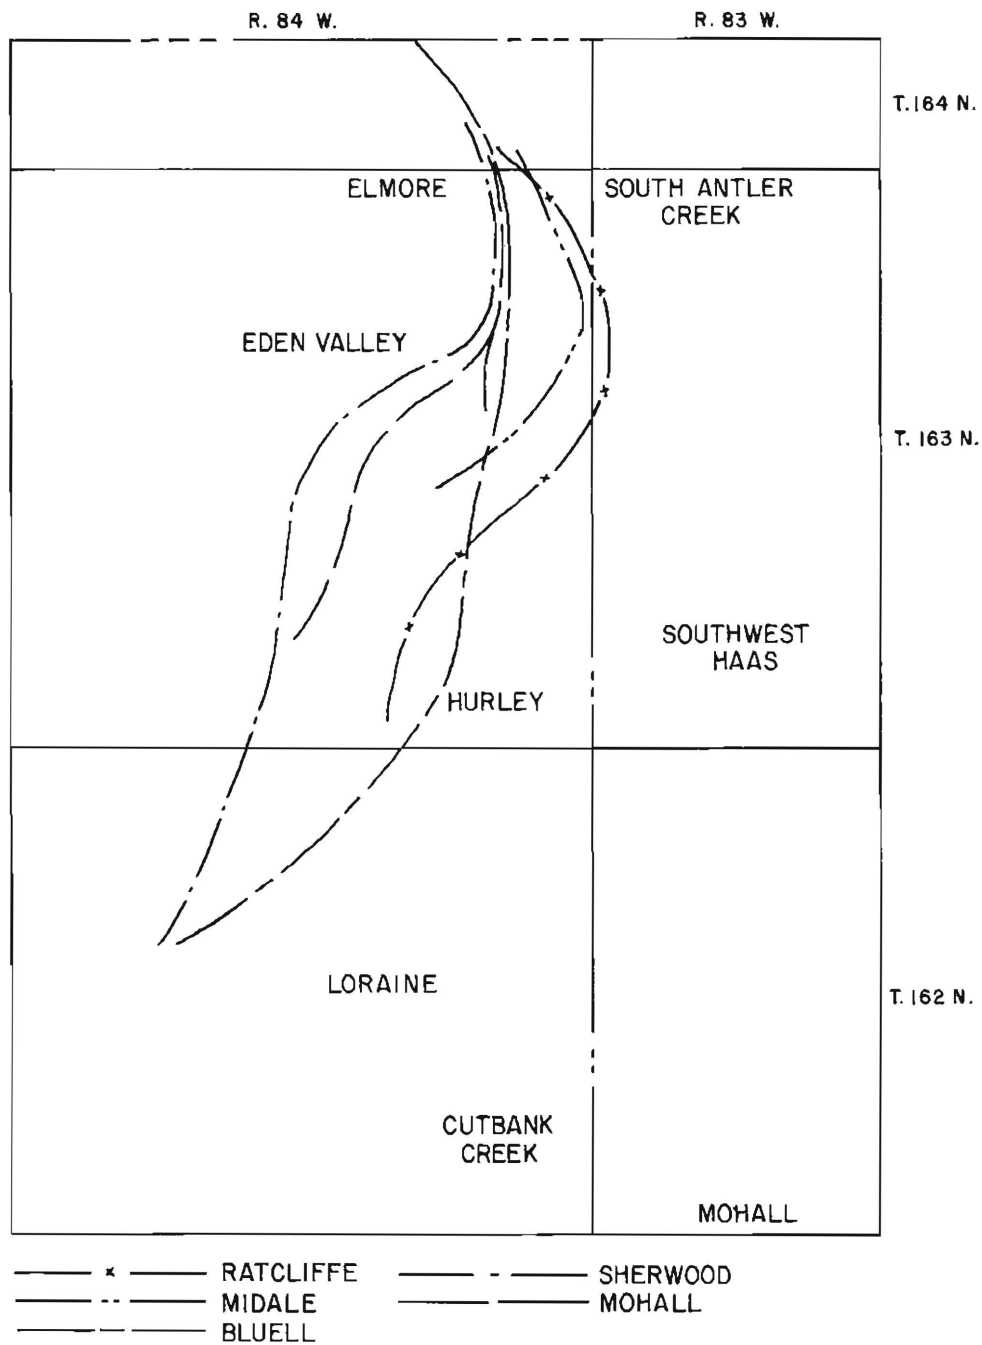 R. 84 W. R. 83 W.
T. 164 N.
ELMORE
SOUTH ANTLER
CREEK
EDEN VALLEY
T. 163 N.
SOUTHWEST
HAAS
HURLEY
LORAINE
T. 162 N.
CUTBANK
CREEK
MOHALL
RATCLIFFE
MIDALE
BLUELL
SHERWOOD
MOHALL